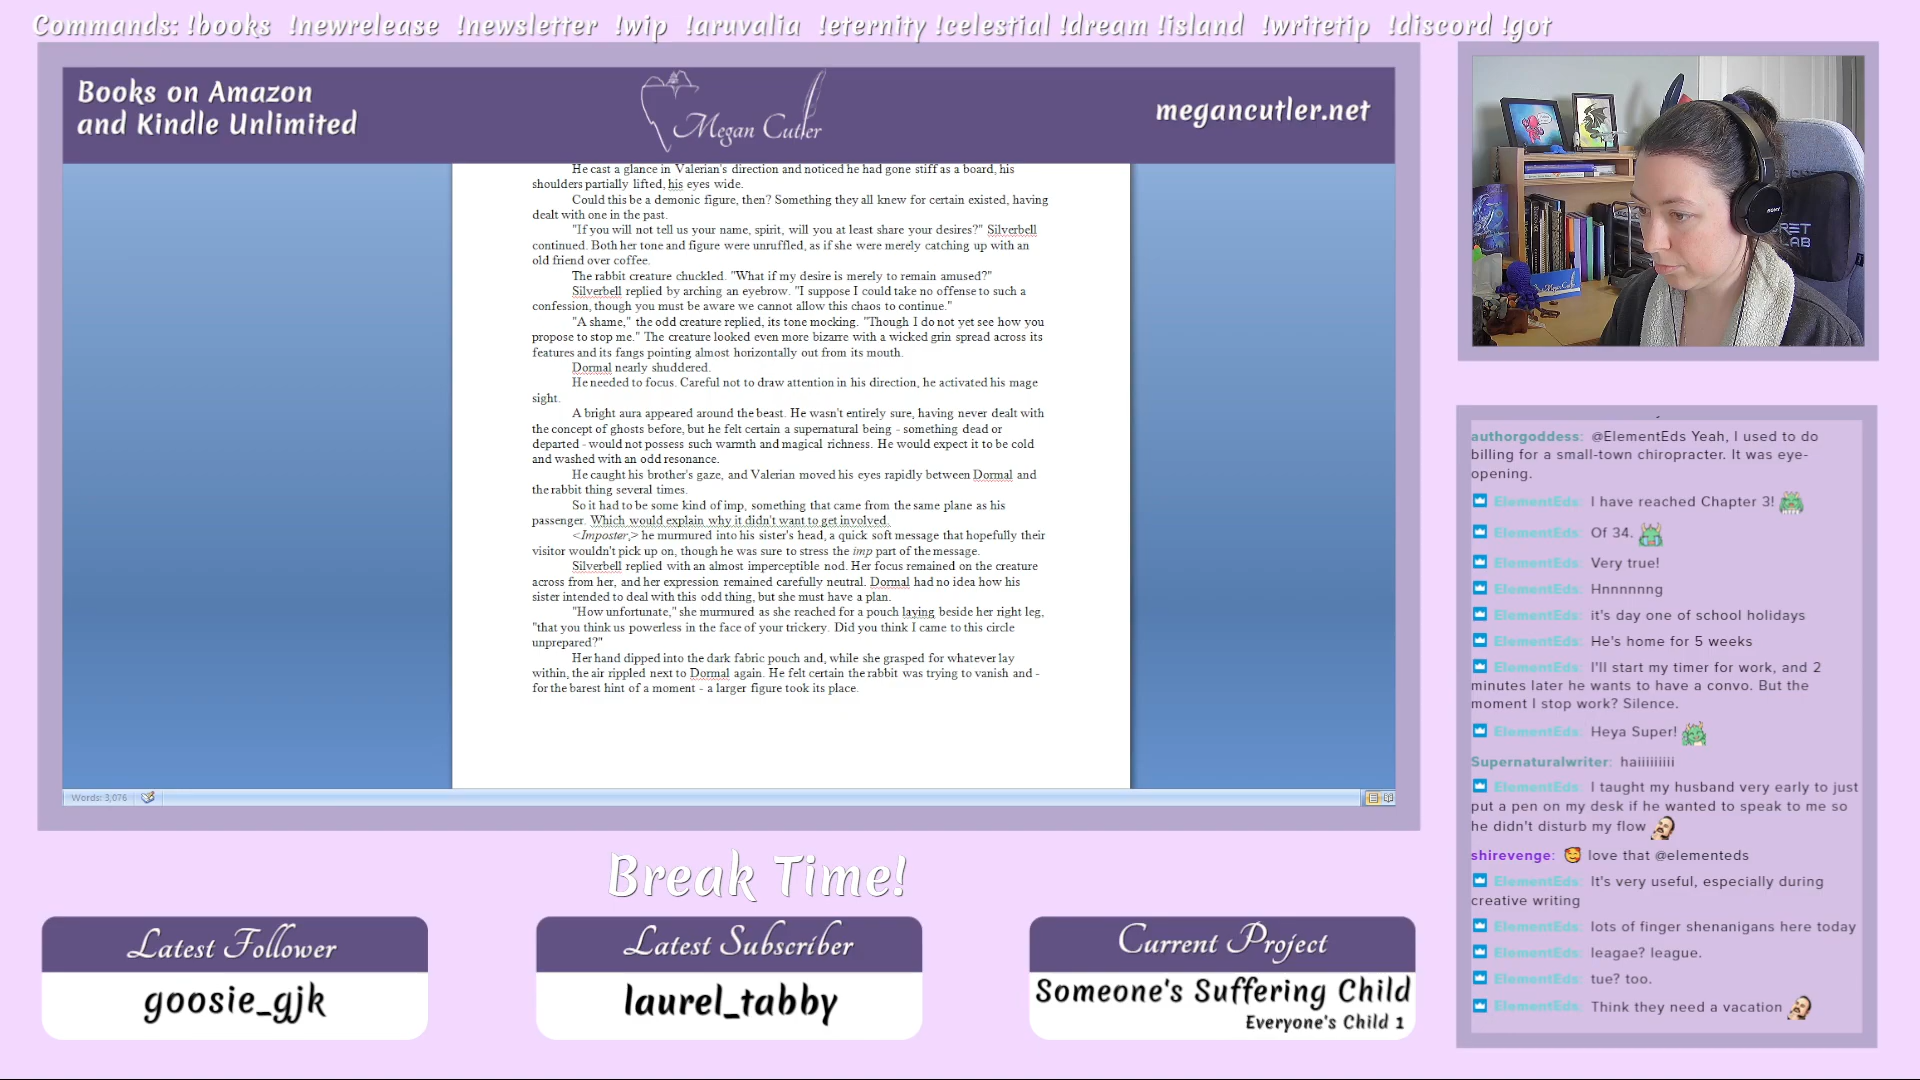 Commands: !books !newrelease !newsletter !wip !aruvalia !eternity !celestial !dream !island !writetip !discord !got
Books on Amazon
and Kindle Unlimited
Megan Cutler
megancutler.net
He cast a glance in Valerian's direction and noticed he had gone stiff as a board, his
shoulders partially lifted, his eyes wide.
Could this be a demonic figure, then? Something they all knew for certain existed, having
dealt with one in the past.
"If you will not tell us your name, spirit, will you at least share your desires?" Silverbell
continued. Both her tone and figure were unruffled, as if she were merely catching up with an
old friend over coffee.
The rabbit creature chuckled. "What if my desire is merely to remain amused?"
Silverbell replied by arching an eyebrow. "I suppose I could take no offense to such a
confession, though you must be aware we cannot allow this chaos to continue."
"A shame," the odd creature replied, its tone mocking. "Though I do not yet see how you
propose to stop me." The creature looked even more bizarre with a wicked grin spread across its
features and its fangs pointing almost horizontally out from its mouth.
Dormal nearly shuddered.
He needed to focus. Careful not to draw attention in his direction, he activated his mage
sight.
A bright aura appeared around the beast. He wasn't entirely sure, having never dealt with
the concept of ghosts before, but he felt certain a supernatural being - something dead or
departed - would not possess such warmth and magical richness. He would expect it to be cold
and washed with an odd resonance.
He caught his brother's gaze, and Valerian moved his eyes rapidly between Dormal and
the rabbit thing several times.
So it had to be some kind of imp, something that came from the same plane as his
passenger. Which would explain why it didn't want to get involved.
<Imposter,> he murmured into his sister's head, a quick soft message that hopefully their
visitor wouldn't pick up on, though he was sure to stress the imp part of the message.
Silverbell replied with an almost imperceptible nod. Her focus remained on the creature
across from her, and her expression remained carefully neutral. Dormal had no idea how his
sister intended to deal with this odd thing, but she must have a plan.
"How unfortunate," she murmured as she reached for a pouch laying beside her right leg,
"that you think us powerless in the face of your trickery. Did you think I came to this circle
unprepared?"
Her hand dipped into the dark fabric pouch and, while she grasped for whatever lay
within, the air rippled next to Dormal again. He felt certain the rabbit was trying to vanish and -
for the barest hint of a moment - a larger figure took its place.
Words: 3,076
SONY
authorgoddess: @ElementEds Yeah, I used to do
billing for a small-town chiropracter. It was eye-
opening.
ElementEds: I have reached Chapter 3!
ElementEds: Of 34.
ElementEds: Very true!
ElementEds: Hnnnnnng
ElementEds: it's day one of school holidays
ElementEds: He's home for 5 weeks
ElementEds: I'll start my timer for work, and 2
minutes later he wants to have a convo. But the
moment I stop work? Silence.
ElementEds: Heya Super!
Supernaturalwriter: haiiiiiiiii
ElementEds: I taught my husband very early to just
put a pen on my desk if he wanted to speak to me so
he didn't disturb my flow
shirevenge: love that @elementeds
ElementEds: It's very useful, especially during
creative writing
ElementEds: lots of finger shenanigans here today
ElementEds: leagae? league.
ElementEds: tue? too.
ElementEds: Think they need a vacation
Break Time!
Latest Follower
goosie_gjk
Latest Subscriber
laurel_tabby
Current Project
Someone's Suffering Child
Everyone's Child 1